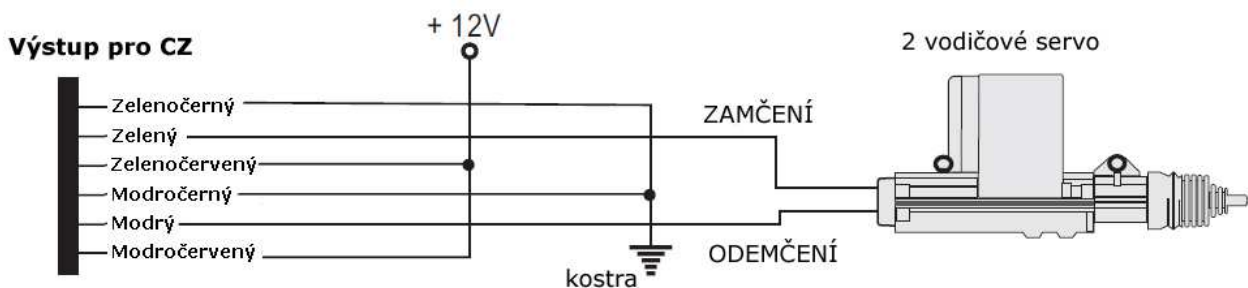 + 12V
Výstup pro CZ
2 vodičové servo
Zelenočerný
ZAMČENÍ
Zelený
Zelenočervený
Modročerný
Modrý
ODEMČENÍ
Modročervený
kostra